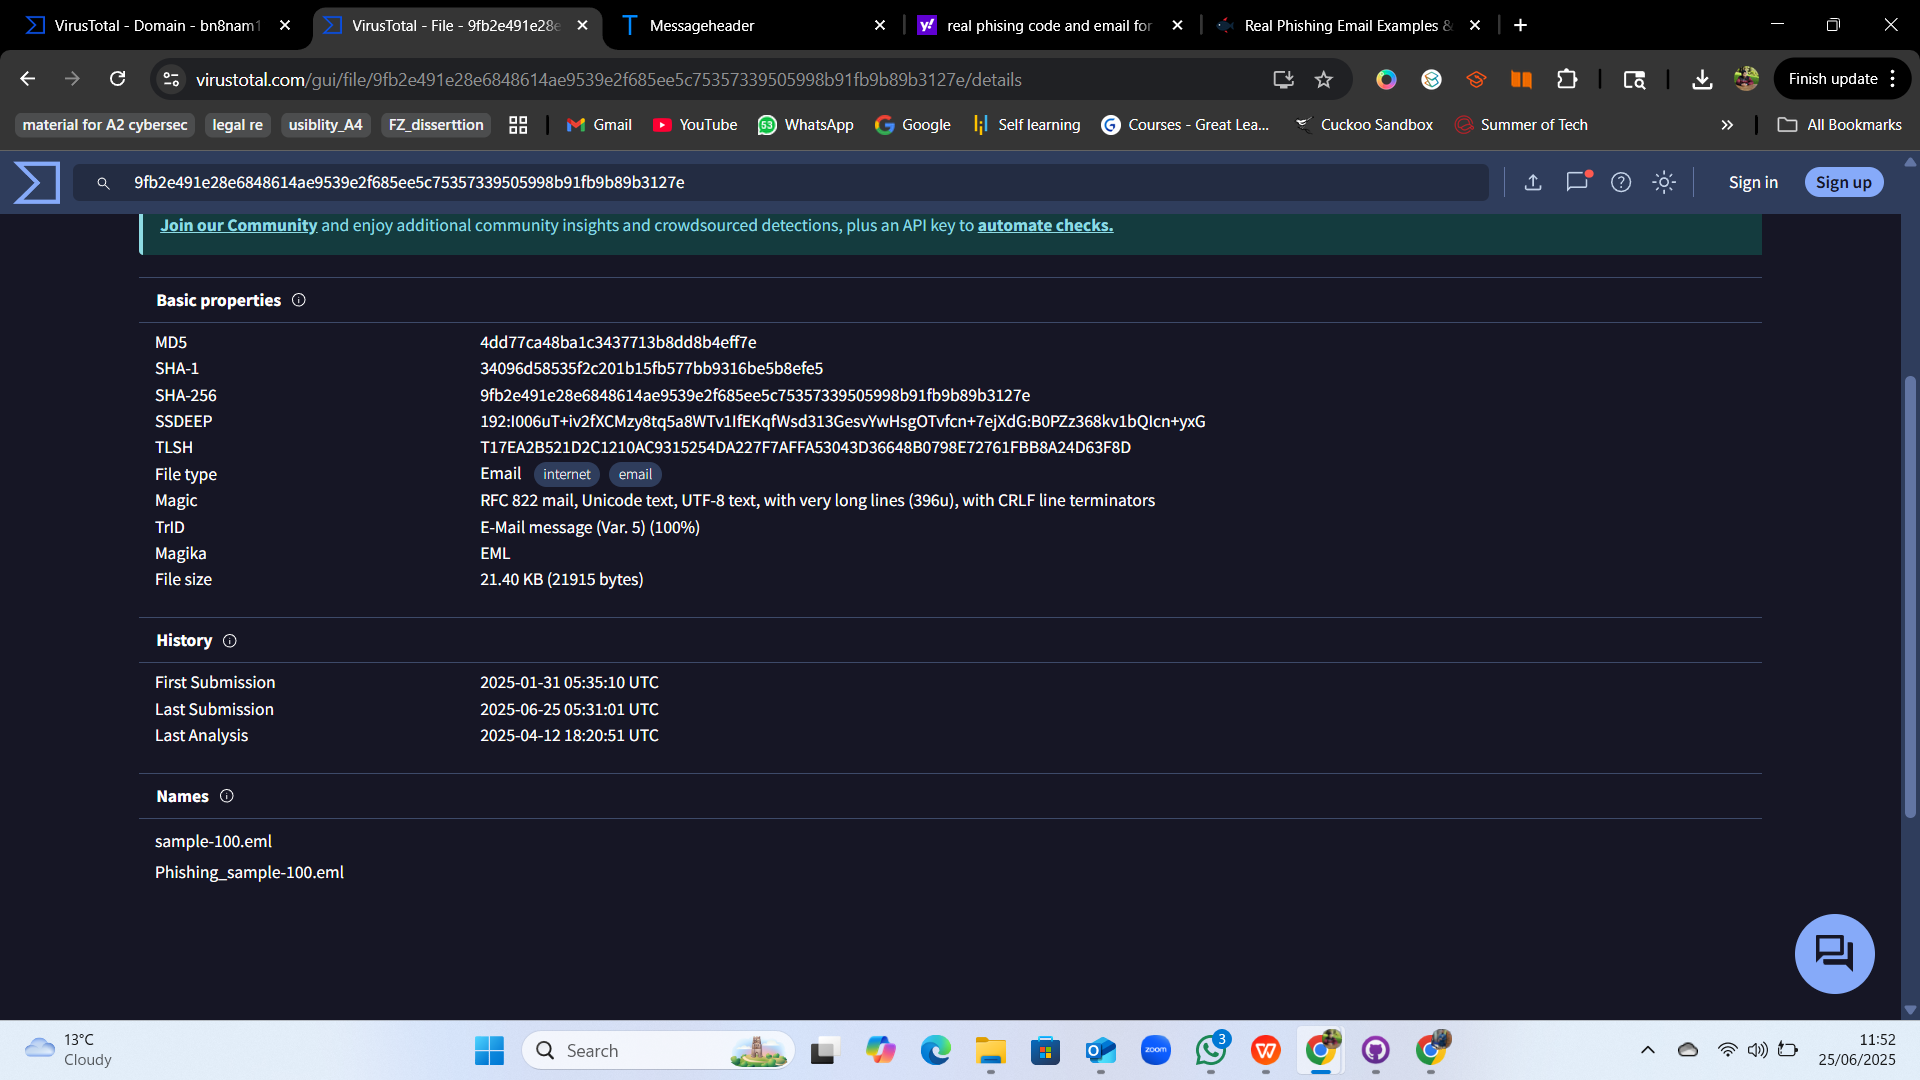 VirusTotal - Domain - bn8nam1
VirusTotal - File - 9fb2e491e28e
Messageheader
real phising code and email for
Real Phishing Email Examples &
virustotal.com/gui/file/9fb2e491e28e6848614ae9539e2f685ee5c75357339505998b91fb9b89b3127e/details
Finish update
material for A2 cybersec
legal re
usiblity_A4
FZ_disserttion
Gmail
YouTube
53
WhatsApp
Google
Self learning
Courses - Great Lea...
Cuckoo Sandbox
Summer of Tech
All Bookmarks
9fb2e491e28e6848614ae9539e2f685ee5c75357339505998b91fb9b89b3127e
Sign in
Sign up
Join our Community and enjoy additional community insights and crowdsourced detections, plus an API key to automate checks.
Basic properties
MD5 4dd77ca48ba1c3437713b8dd8b4eff7e
SHA-1 34096d58535f2c201b15fb577bb9316be5b8efe5
SHA-256 9fb2e491e28e6848614ae9539e2f685ee5c75357339505998b91fb9b89b3127e
SSDEEP 192:I006uT+iv2fXCMzy8tq5a8WTv1IfEKqfWsd313GesvYwHsgOTvfcn+7ejXdG:B0PZz368kv1bQIcn+yxG
TLSH T17EA2B521D2C1210AC9315254DA227F7AFFA53043D36648B0798E72761FBB8A24D63F8D
File type Email internet email
Magic RFC 822 mail, Unicode text, UTF-8 text, with very long lines (396u), with CRLF line terminators
TrID E-Mail message (Var. 5) (100%)
Magika EML
File size 21.40 KB (21915 bytes)
History
First Submission 2025-01-31 05:35:10 UTC
Last Submission 2025-06-25 05:31:01 UTC
Last Analysis 2025-04-12 18:20:51 UTC
Names
sample-100.eml
Phishing_sample-100.eml
13°C
Cloudy
Search
zoom
3
11:52
25/06/2025